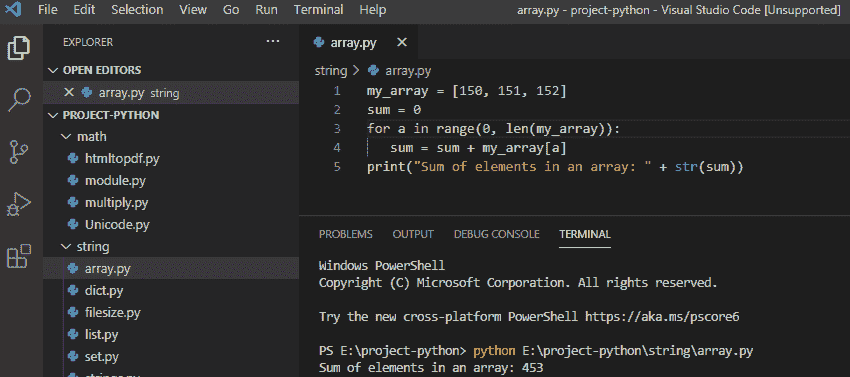 File Edit Selection View Go Run Terminal Help array.py - project-python - Visual Studio Code [Unsupported]
EXPLORER ...
OPEN EDITORS
array.py string
PROJECT-PYTHON
math
htmltopdf.py
module.py
multiply.py
Unicode.py
string
array.py
dict.py
filesize.py
list.py
set.py
array.py
string > array.py
1 my_array = [150, 151, 152]
2 sum = 0
3 for a in range(0, len(my_array)):
4 sum = sum + my_array[a]
5 print("Sum of elements in an array: " + str(sum))
PROBLEMS OUTPUT DEBUG CONSOLE TERMINAL
Windows PowerShell
Copyright (C) Microsoft Corporation. All rights reserved.
Try the new cross-platform PowerShell https://aka.ms/pscore6
PS E:\project-python> python E:\project-python\string\array.py
Sum of elements in an array: 453